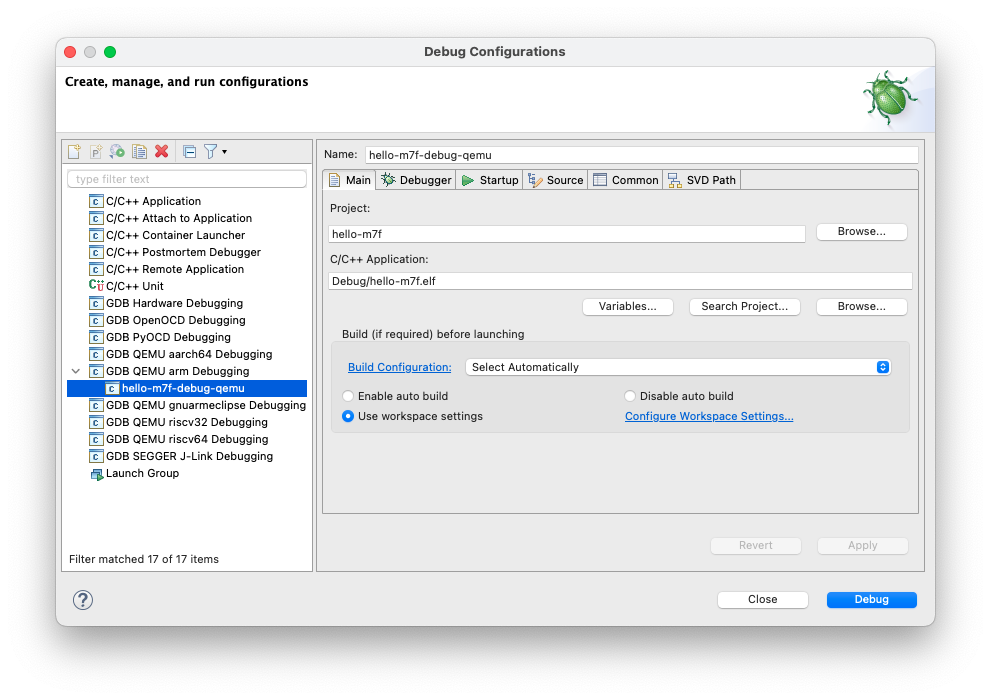 Debug Configurations
Create, manage, and run configurations
type filter text
C/C++ Application
C/C++ Attach to Application
C/C++ Container Launcher
C/C++ Postmortem Debugger
C/C++ Remote Application
C/C++ Unit
GDB Hardware Debugging
GDB OpenOCD Debugging
GDB PyOCD Debugging
GDB QEMU aarch64 Debugging
GDB QEMU arm Debugging
hello-m7f-debug-qemu
GDB QEMU gnuarmeclipse Debugging
GDB QEMU riscv32 Debugging
GDB QEMU riscv64 Debugging
GDB SEGGER J-Link Debugging
Launch Group
Filter matched 17 of 17 items
Name: hello-m7f-debug-qemu
Main Debugger Startup Source Common SVD Path
Project:
hello-m7f Browse...
C/C++ Application:
Debug/hello-m7f.elf
Variables... Search Project... Browse...
Build (if required) before launching
Build Configuration: Select Automatically
Enable auto build Disable auto build
Use workspace settings Configure Workspace Settings...
Revert Apply
? Close Debug